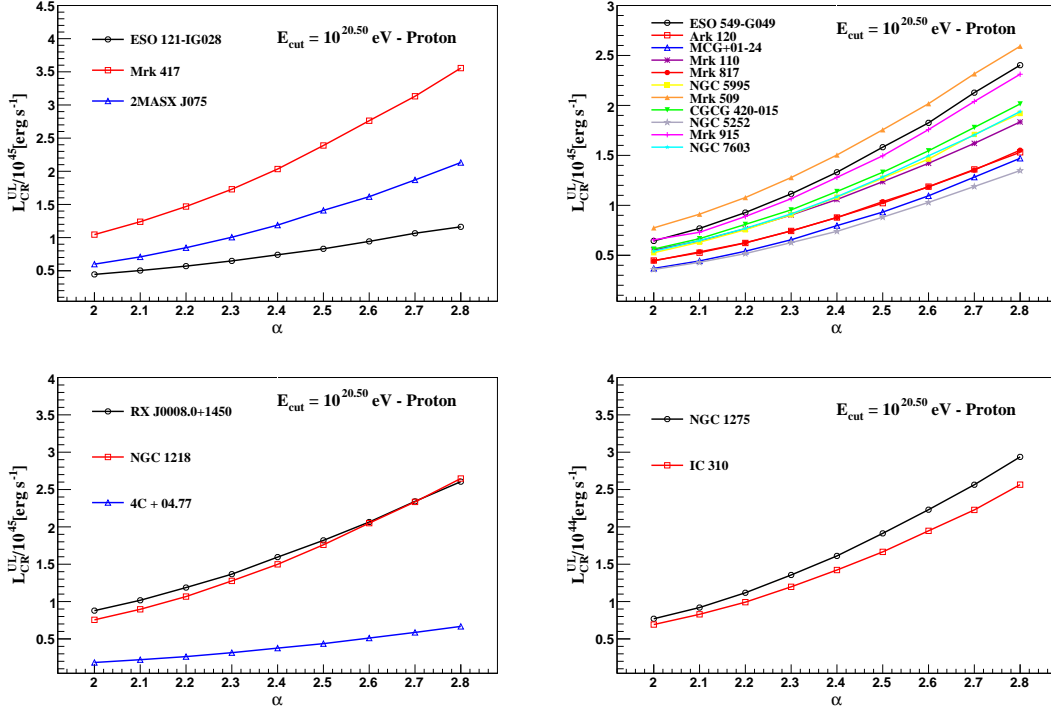 L_CR^UL/10^45[erg s^-1]
4.5
4
3.5
3
2.5
2
1.5
1
0.5
ESO 121-IG028
Mrk 417
2MASX J075
E_cut = 10^20.50 eV - Proton
2 2.1 2.2 2.3 2.4 2.5 2.6 2.7 2.8
α
L_CR^UL/10^45[erg s^-1]
3
2.5
2
1.5
1
0.5
ESO 549-G049
Ark 120
MCG+01-24
Mrk 110
Mrk 817
NGC 5995
Mrk 509
CGCG 420-015
NGC 5252
Mrk 915
NGC 7603
E_cut = 10^20.50 eV - Proton
2 2.1 2.2 2.3 2.4 2.5 2.6 2.7 2.8
α
L_CR^UL/10^45[erg s^-1]
4
3.5
3
2.5
2
1.5
1
0.5
RX J0008.0+1450
NGC 1218
4C + 04.77
E_cut = 10^20.50 eV - Proton
2 2.1 2.2 2.3 2.4 2.5 2.6 2.7 2.8
α
L_CR^UL/10^44[erg s^-1]
4
3.5
3
2.5
2
1.5
1
0.5
NGC 1275
IC 310
E_cut = 10^20.50 eV - Proton
2 2.1 2.2 2.3 2.4 2.5 2.6 2.7 2.8
α